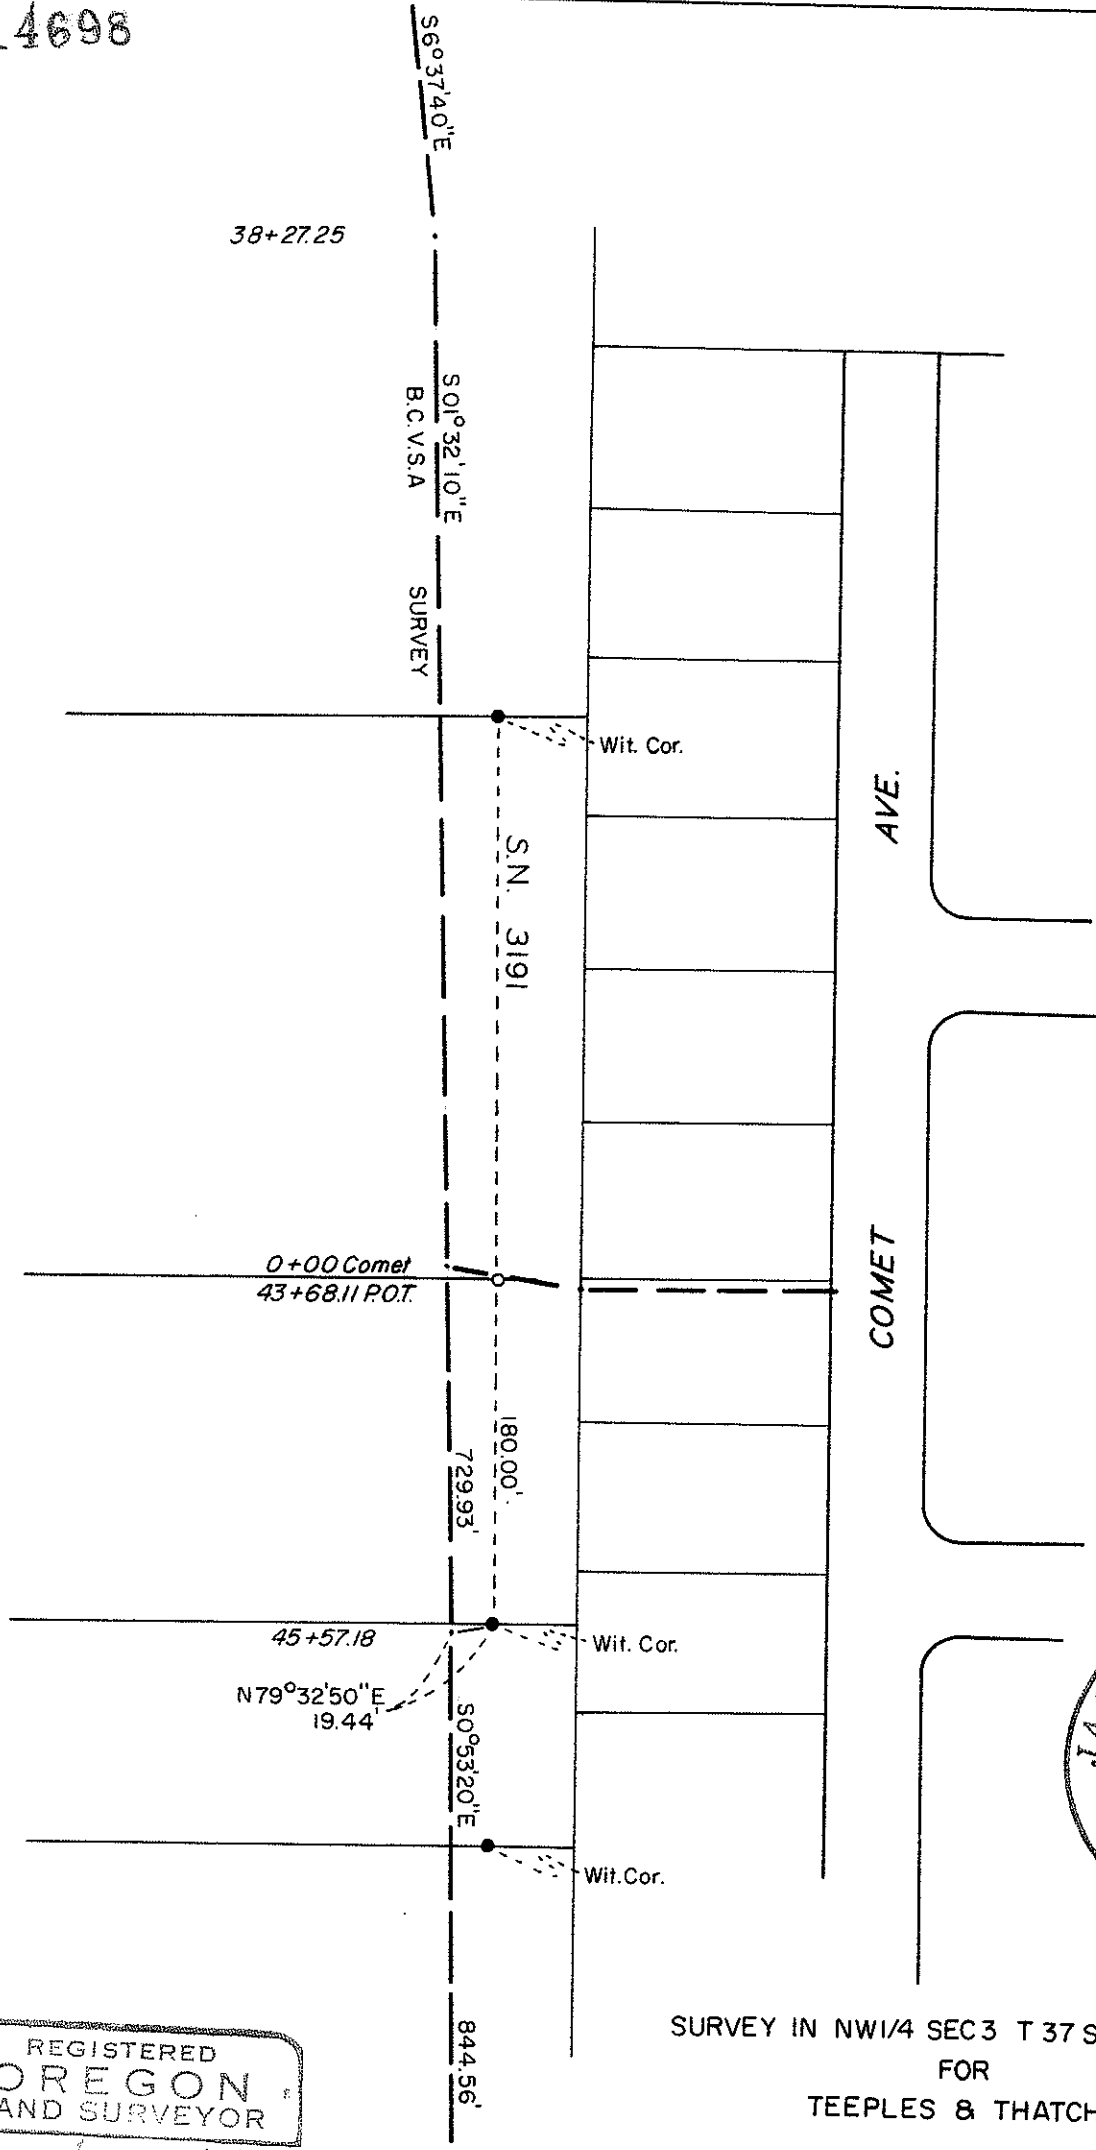 4698
S6°37'40"E
38+27.25
S01°32'10"E
B.C.V.S.A SURVEY
Wit. Cor.
AVE.
S.N. 3191
0+00 Comet
43+68.11 P.O.T.
COMET
180.00'
729.93'
45+57.18
Wit. Cor.
N79°32'50"E
19.44'
S0°53'20"E
Wit. Cor.
844.56'
SURVEY IN NW1/4 SEC 3 T 37 S
FOR
TEEPLES & THATCH
REGISTERED
OREGON
AND SURVEYOR